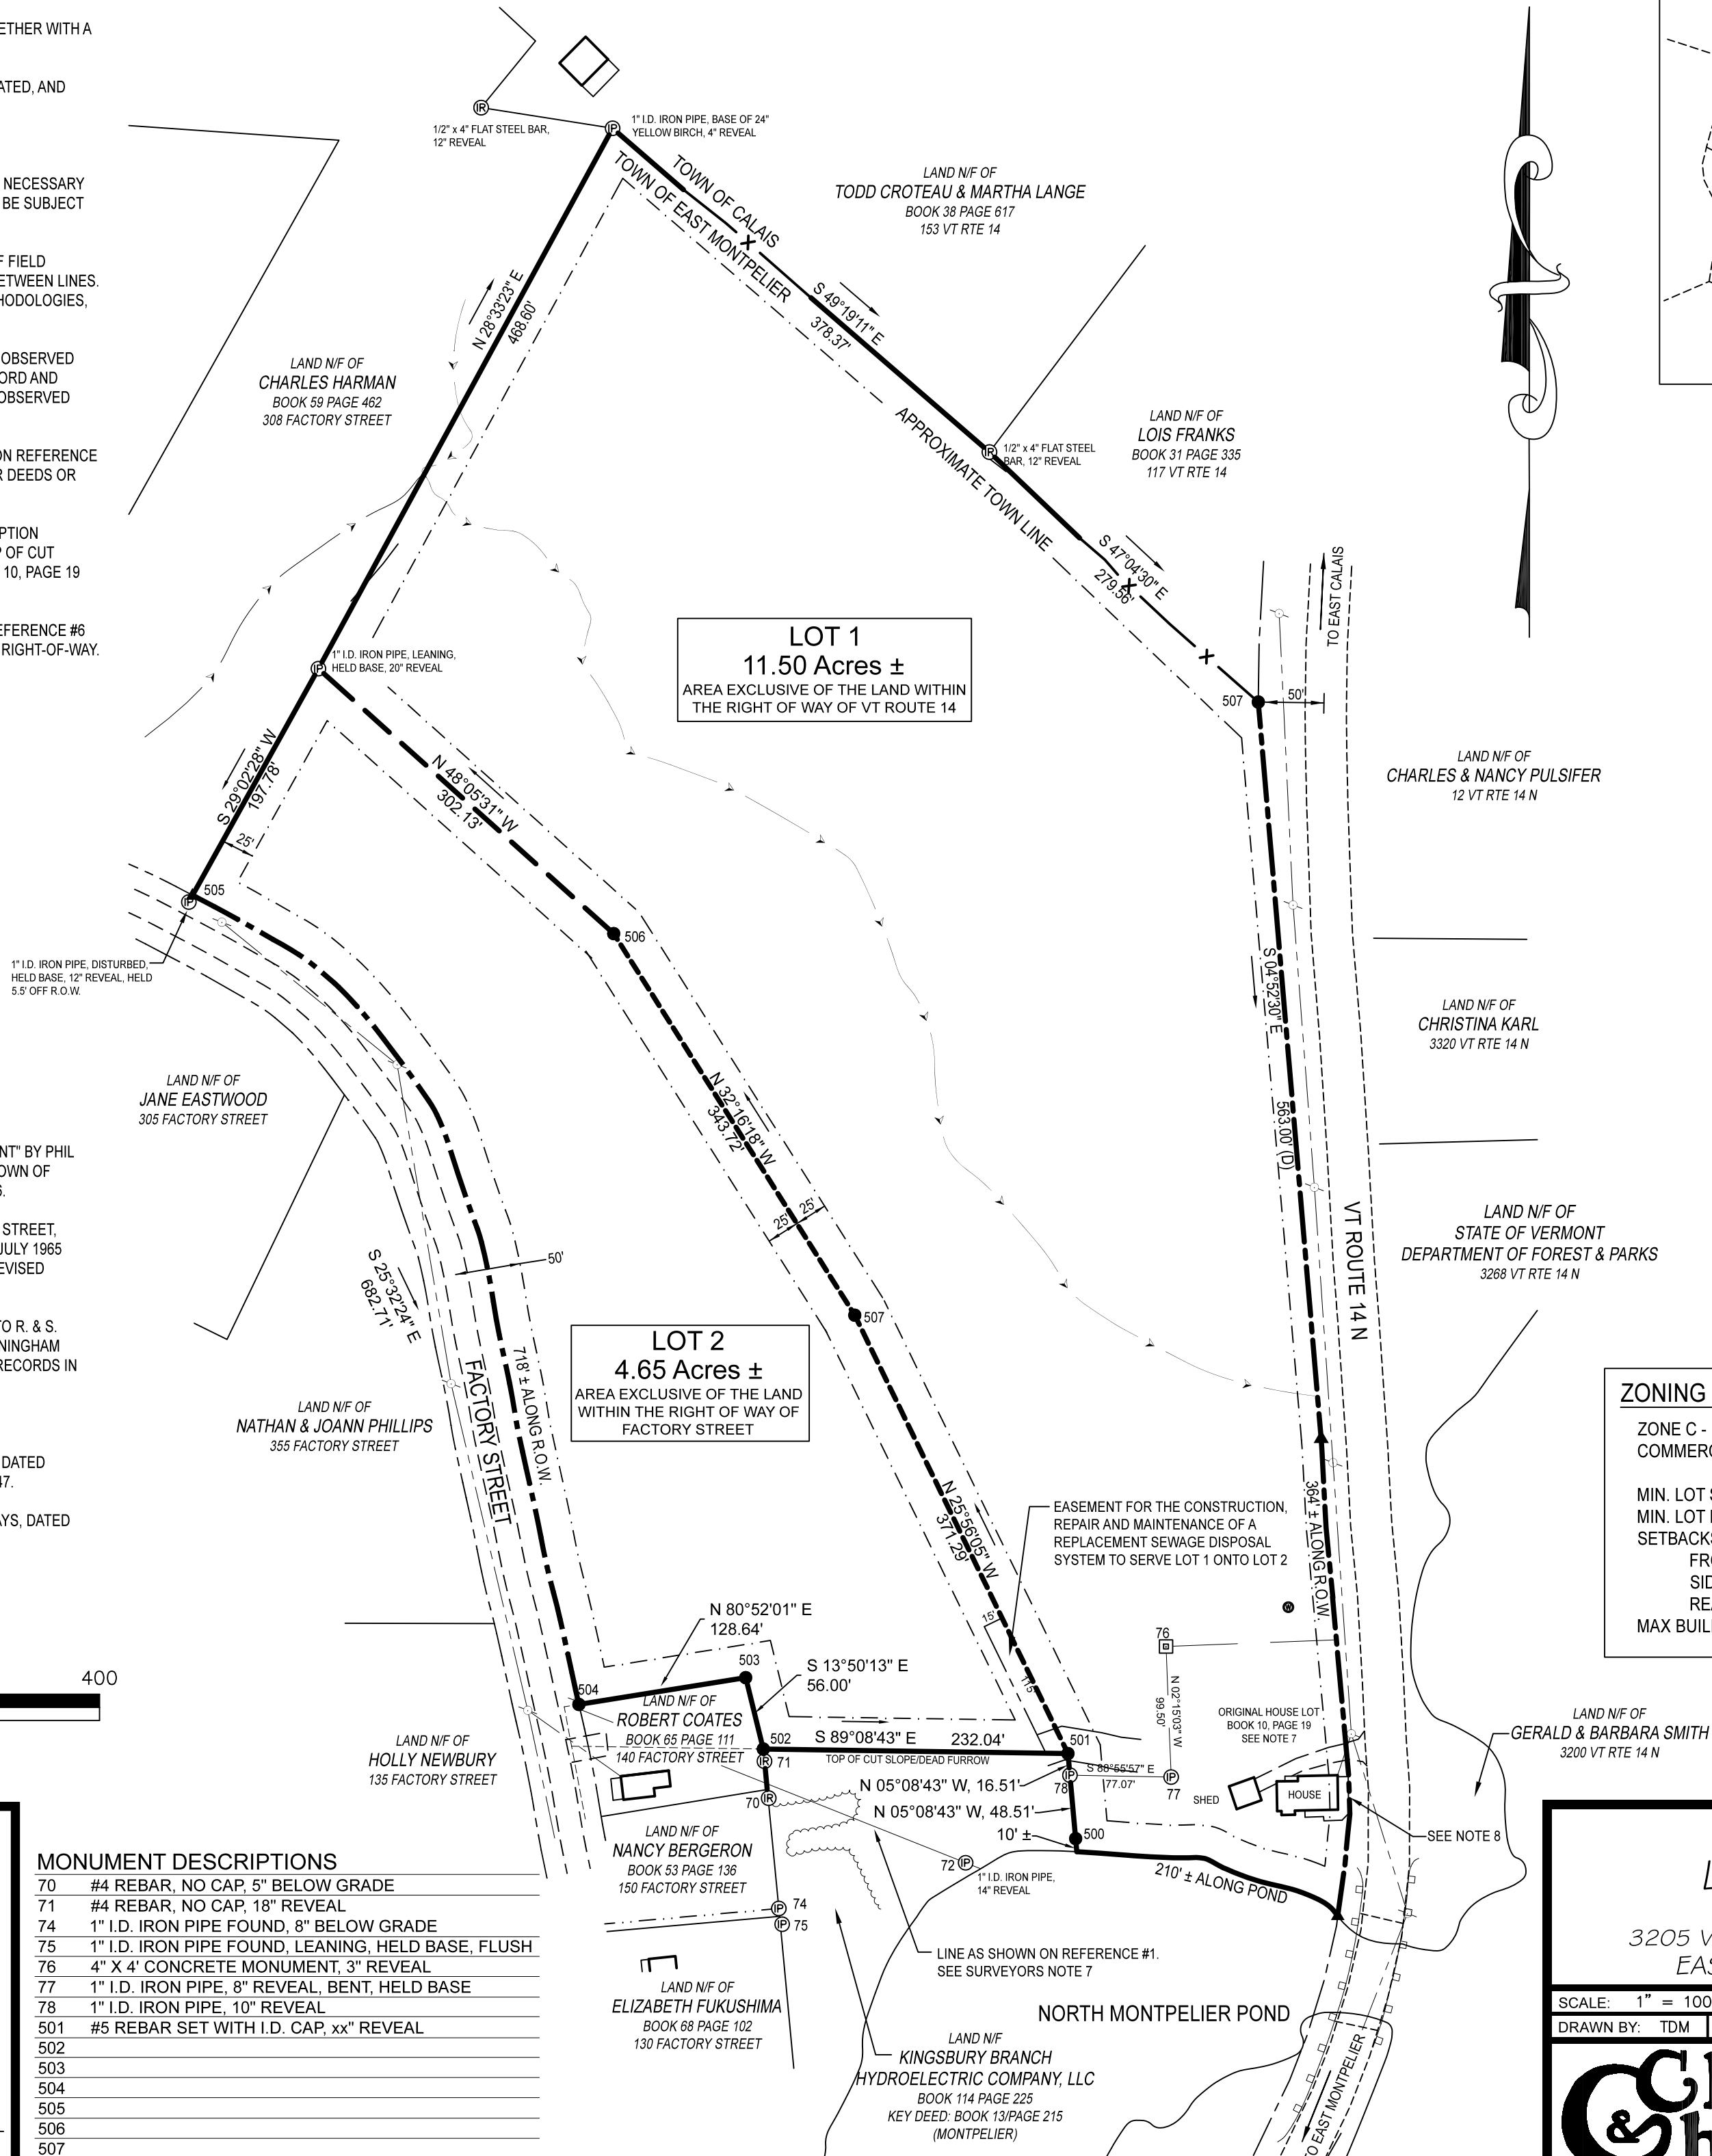 ETHER WITH A
ATED, AND
NECESSARY
BE SUBJECT
F FIELD
ETWEEN LINES.
HODOLOGIES,
OBSERVED
ORD AND
OBSERVED
ON REFERENCE
R DEEDS OR
PTION
P OF CUT
10, PAGE 19
EFERENCE #6
RIGHT-OF-WAY.
IR
1/2" x 4" FLAT STEEL BAR,
12" REVEAL
IP
1" I.D. IRON PIPE, BASE OF 24"
YELLOW BIRCH, 4" REVEAL
TOWN OF CALAIS
TOWN OF EAST MONTPELIER
LAND N/F OF
TODD CROTEAU & MARTHA LANGE
BOOK 38 PAGE 617
153 VT RTE 14
N 28°33'23" E
468.60'
S 49°19'11" E
378.37'
LAND N/F OF
CHARLES HARMAN
BOOK 59 PAGE 462
308 FACTORY STREET
APPROXIMATE TOWN LINE
IR
1/2" x 4" FLAT STEEL
BAR, 12" REVEAL
LAND N/F OF
LOIS FRANKS
BOOK 31 PAGE 335
117 VT RTE 14
S 47°04'30" E
279.56'
TO EAST CALAIS
LOT 1
11.50 Acres ±
AREA EXCLUSIVE OF THE LAND WITHIN
THE RIGHT OF WAY OF VT ROUTE 14
IP
1" I.D. IRON PIPE, LEANING,
HELD BASE, 20" REVEAL
507
50'
LAND N/F OF
CHARLES & NANCY PULSIFER
12 VT RTE 14 N
S 29°02'28" W
197.78'
25'
N 48°05'31" W
302.13'
505
IP
506
1" I.D. IRON PIPE, DISTURBED,
HELD BASE, 12" REVEAL, HELD
5.5' OFF R.O.W.
S 04°52'30" E
563.00' (D)
LAND N/F OF
CHRISTINA KARL
3320 VT RTE 14 N
LAND N/F OF
JANE EASTWOOD
305 FACTORY STREET
N 32°16'18" W
343.72'
25'
25'
NT" BY PHIL
OWN OF
6.
STREET,
JULY 1965
EVISED
TO R. & S.
NNINGHAM
RECORDS IN
DATED
47.
AYS, DATED
S 25°32'24" E
682.71'
50'
507
VT ROUTE 14 N
LAND N/F OF
STATE OF VERMONT
DEPARTMENT OF FOREST & PARKS
3268 VT RTE 14 N
LOT 2
4.65 Acres ±
AREA EXCLUSIVE OF THE LAND
WITHIN THE RIGHT OF WAY OF
FACTORY STREET
FACTORY STREET
718' ± ALONG R.O.W.
LAND N/F OF
NATHAN & JOANN PHILLIPS
355 FACTORY STREET
ZONING
ZONE C -
COMMERC
MIN. LOT S
MIN. LOT
SETBACKS
FRO
SID
REA
MAX BUIL
N 25°56'05" W
371.29'
EASEMENT FOR THE CONSTRUCTION,
REPAIR AND MAINTENANCE OF A
REPLACEMENT SEWAGE DISPOSAL
SYSTEM TO SERVE LOT 1 ONTO LOT 2
364' ± ALONG R.O.W.
W
15'
115'
N 80°52'01" E
128.64'
503
S 13°50'13" E
56.00'
76
N 02°15'03" W
99.50'
400
504
LAND N/F OF
ROBERT COATES
BOOK 65 PAGE 111
140 FACTORY STREET
502
S 89°08'43" E 232.04'
501
TOP OF CUT SLOPE/DEAD FURROW
ORIGINAL HOUSE LOT
BOOK 10, PAGE 19
SEE NOTE 7
LAND N/F OF
GERALD & BARBARA SMITH
3200 VT RTE 14 N
LAND N/F OF
HOLLY NEWBURY
135 FACTORY STREET
IR 71
N 05°08'43" W, 16.51'
IP
78
S 88°55'57" E
77.07'
IP
77
SHED
HOUSE
70 IR
N 05°08'43" W, 48.51'
10' ±
500
SEE NOTE 8
LAND N/F OF
NANCY BERGERON
BOOK 53 PAGE 136
150 FACTORY STREET
72 IP
1" I.D. IRON PIPE,
14" REVEAL
210' ± ALONG POND
IP 74
IP 75
LINE AS SHOWN ON REFERENCE #1.
SEE SURVEYORS NOTE 7
LAND N/F OF
ELIZABETH FUKUSHIMA
BOOK 68 PAGE 102
130 FACTORY STREET
NORTH MONTPELIER POND
LAND N/F
KINGSBURY BRANCH
HYDROELECTRIC COMPANY, LLC
BOOK 114 PAGE 225
KEY DEED: BOOK 13/PAGE 215
(MONTPELIER)
TO EAST MONTPELIER
MONUMENT DESCRIPTIONS
70 #4 REBAR, NO CAP, 5" BELOW GRADE
71 #4 REBAR, NO CAP, 18" REVEAL
74 1" I.D. IRON PIPE FOUND, 8" BELOW GRADE
75 1" I.D. IRON PIPE FOUND, LEANING, HELD BASE, FLUSH
76 4" X 4' CONCRETE MONUMENT, 3" REVEAL
77 1" I.D. IRON PIPE, 8" REVEAL, BENT, HELD BASE
78 1" I.D. IRON PIPE, 10" REVEAL
501 #5 REBAR SET WITH I.D. CAP, xx" REVEAL
502
503
504
505
506
507
3205 V
EAS
SCALE: 1" = 100
DRAWN BY: TDM
&